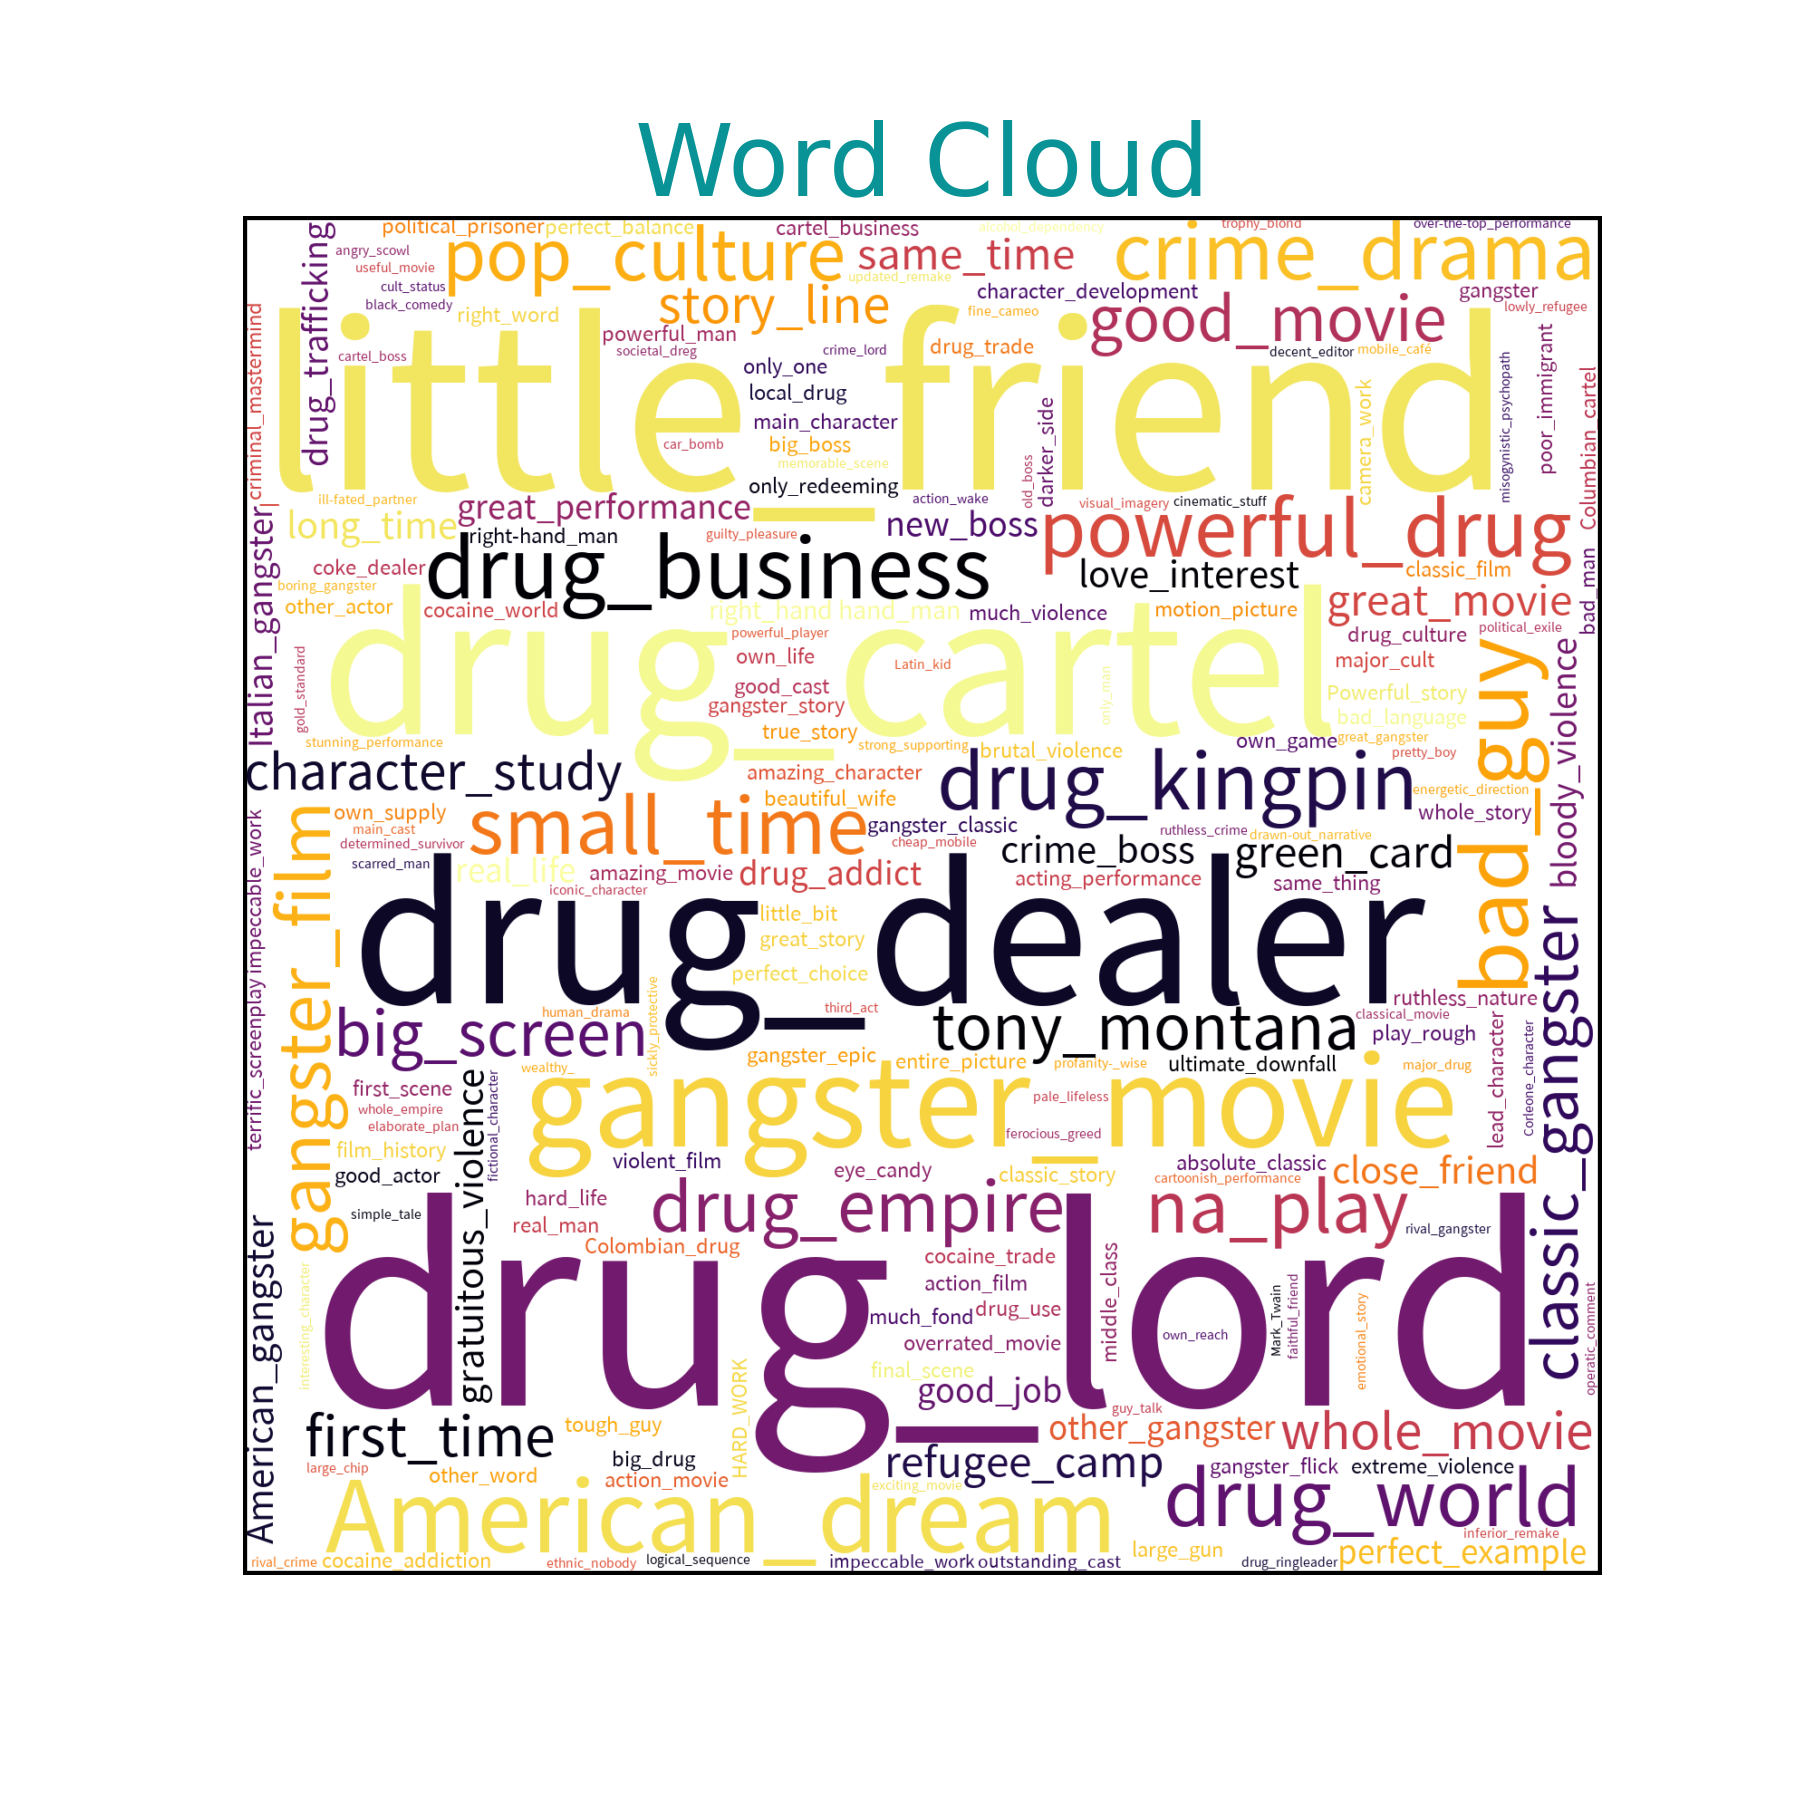 Word Cloud
political_prisoner
perfect_balance
cartel_business
alcohol_dependency
trophy_blond
over-the-top_performance
drug_trafficking
angry_scowl
pop_culture
same_time
crime_drama
useful_movie
updated_remake
cult_status
story_line
character_development
gangster
black_comedy
right_word
fine_cameo
good_movie
lowly_refugee
criminal_mastermind
little_friend
powerful_man
cartel_boss
societal_dreg
crime_lord
drug_trade
decent_editor
mobile_café
only_one
local_drug
main_character
car_bomb
big_boss
memorable_scene
old_boss
darker_side
camera_work
misogynistic_psychopath
poor_immigrant
Columbian_cartel
only_redeeming
ill-fated_partner
great_performance
action_wake
visual_imagery
cinematic_stuff
Italian_gangster
long_time
right-hand_man
guilty_pleasure
new_boss
powerful_drug
coke_dealer
drug_business
love_interest
classic_film
boring_gangster
other_actor
cocaine_world
right_hand hand_man
much_violence
motion_picture
great_movie
bad_man
drug_cartel
powerful_player
drug_culture
political_exile
gold_standard
own_life
Latin_kid
major_cult
good_cast
only_man
Powerful_story
gangster_story
bad_language
bad_guy
bloody_violence
true_story
stunning_performance
strong_supporting
brutal_violence
own_game
great_gangster
pretty_boy
character_study
amazing_character
drug_kingpin
energetic_direction
beautiful_wife
own_supply
small_time
whole_story
main_cast
gangster_classic
ruthless_crime
drawn-out_narrative
determined_survivor
cheap_mobile
crime_boss
green_card
scarred_man
real_life
amazing_movie
drug_addict
acting_performance
same_thing
iconic_character
gangster_film
terrific_screenplay
impeccable_work
drug_dealer
little_bit
great_story
perfect_choice
sickly_protective
third_act
human_drama
ruthless_nature
classical_movie
big_screen
tony_montana
play_rough
lead_character
Corleone_character
classic_gangster
gangster_epic
entire_picture
profanity-_wise
ultimate_downfall
major_drug
wealthy_
first_scene
fictional_character
gangster_movie
pale_lifeless
whole_empire
elaborate_plan
ferocious_greed
film_history
violent_film
good_actor
eye_candy
classic_story
absolute_classic
cartoonish_performance
close_friend
gratuitous_violence
hard_life
simple_tale
real_man
drug_empire
na_play
rival_gangster
Colombian_drug
American_gangster
interesting_character
drug_lord
cocaine_trade
action_film
middle_class
much_fond
drug_use
own_reach
Mark_Twain
faithful_friend
emotional_story
operatic_comment
overrated_movie
final_scene
HARD_WORK
good_job
guy_talk
first_time
tough_guy
other_gangster
whole_movie
large_chip
other_word
big_drug
action_movie
refugee_camp
gangster_flick
extreme_violence
exciting_movie
American_dream
drug_world
inferior_remake
large_gun
perfect_example
rival_crime
cocaine_addiction
ethnic_nobody
logical_sequence
impeccable_work
outstanding_cast
drug_ringleader